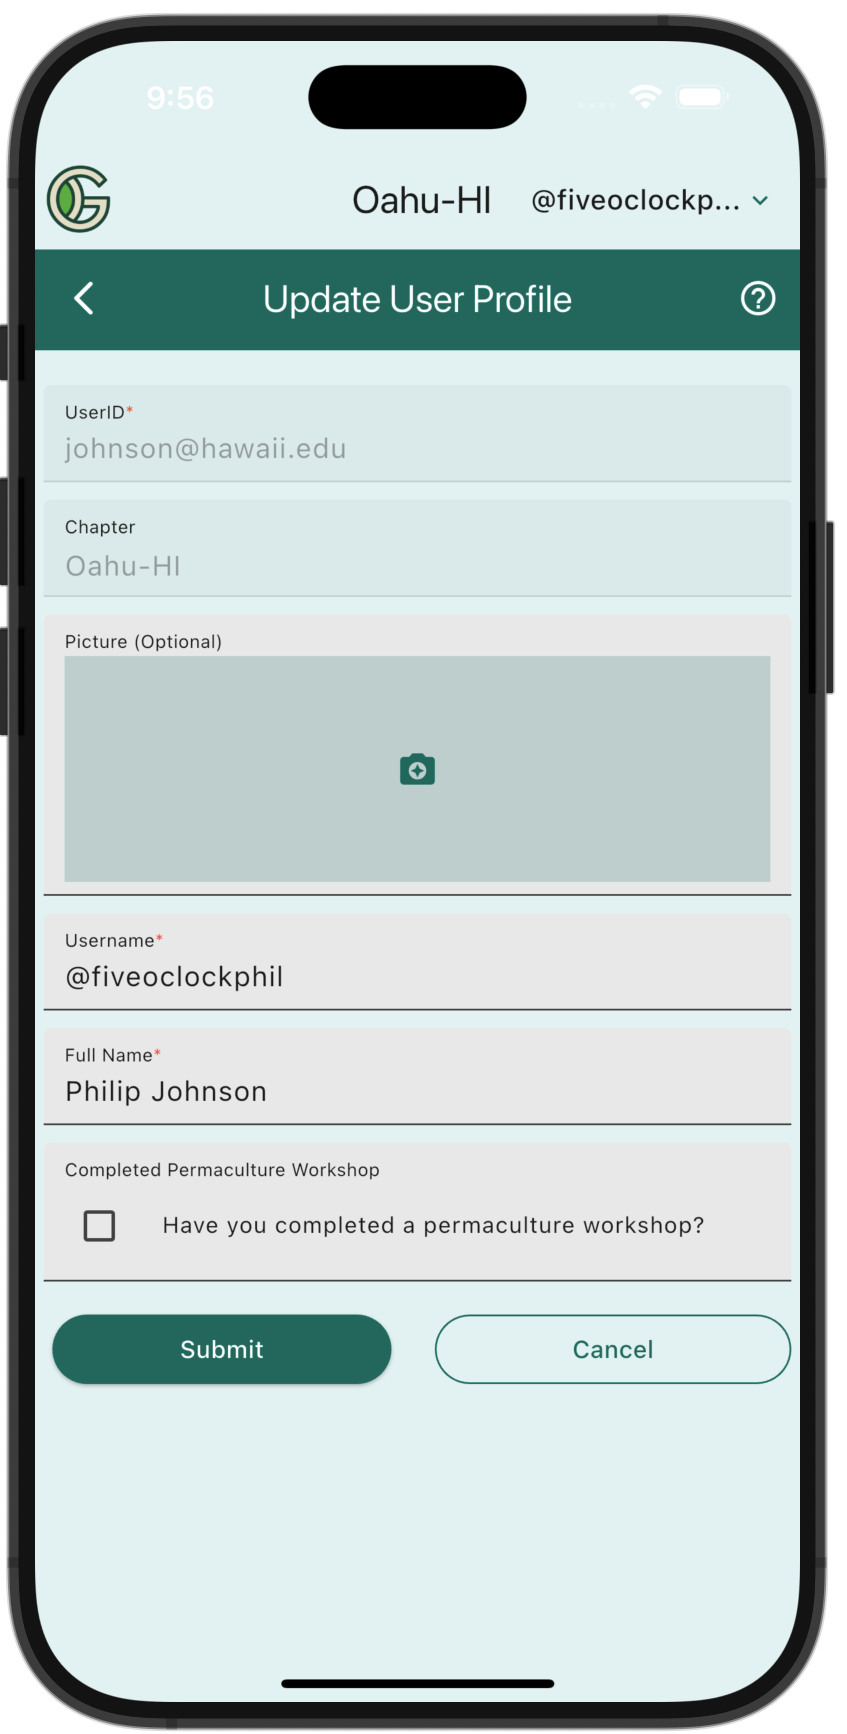 9:56
Oahu-HI @fiveoclockp...
Update User Profile
UserID*
johnson@hawaii.edu
Chapter
Oahu-HI
Picture (Optional)
Username*
@fiveoclockphil
Full Name*
Philip Johnson
Completed Permaculture Workshop
Have you completed a permaculture workshop?
Submit Cancel